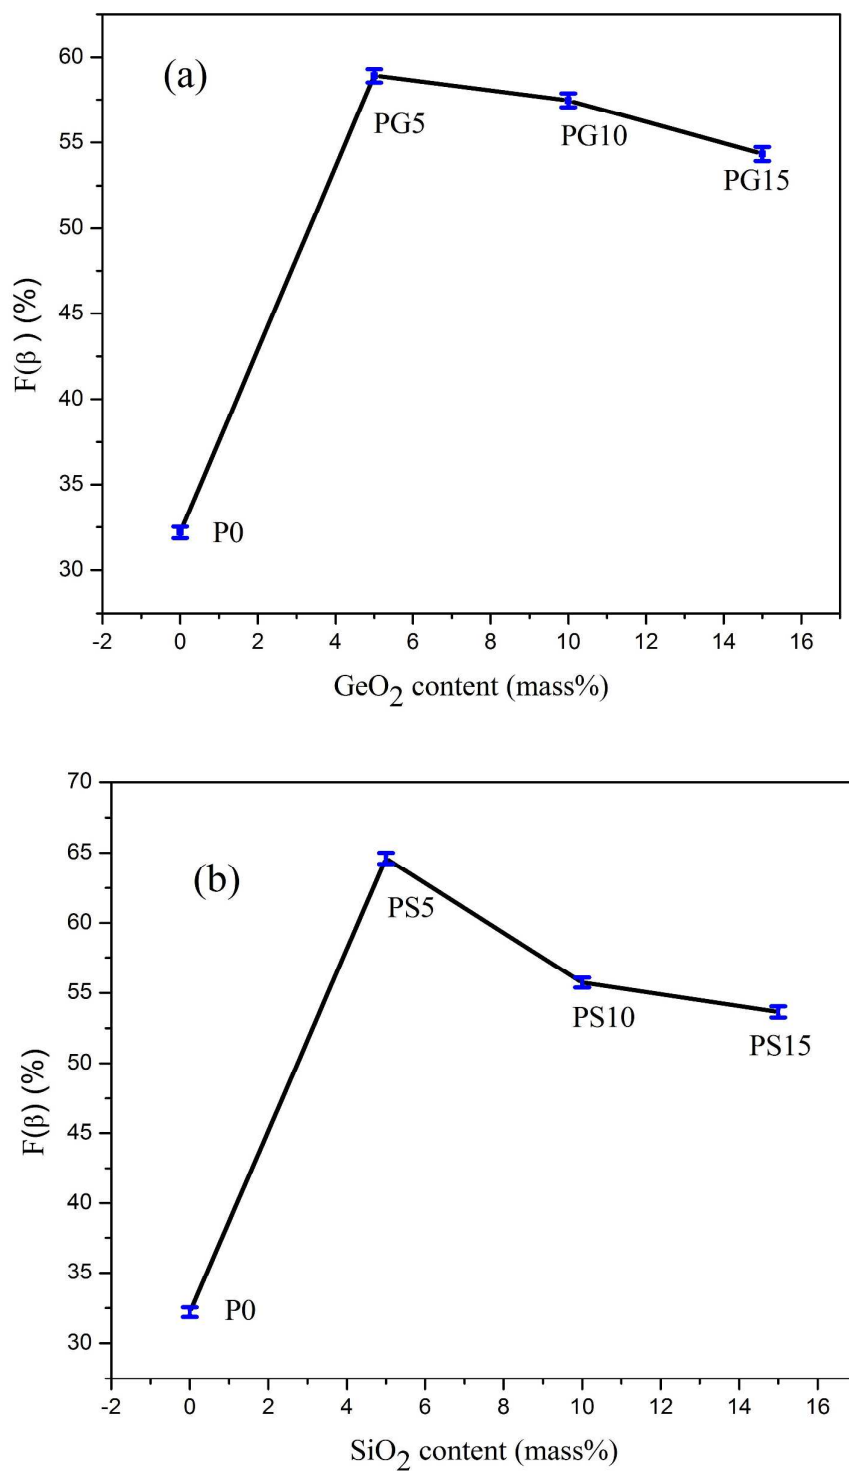 60
(a)
PG5
PG10
55
PG15
50
45
F(β ) (%)
40
35
P0
30
-2 0 2 4 6 8 10 12 14 16
GeO2 content (mass%)
70
65
(b)
PS5
60
55
PS10
PS15
50
F(β) (%)
45
40
35
P0
30
-2 0 2 4 6 8 10 12 14 16
SiO2 content (mass%)